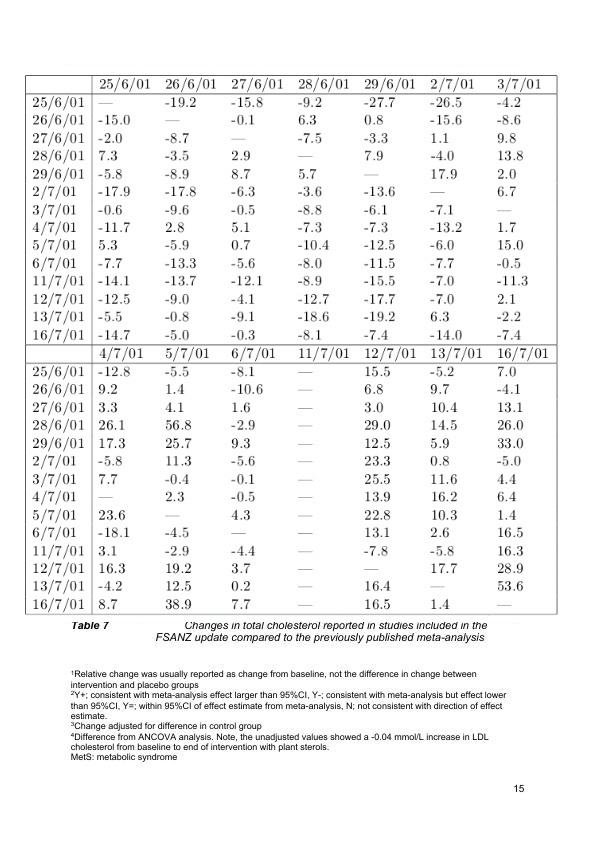 25/6/01 26/6/01 27/6/01 28/6/01 29/6/01 2/7/01 3/7/01
25/6/01 — -19.2 -15.8 -9.2 -27.7 -26.5 -4.2
26/6/01 -15.0 — -0.1 6.3 0.8 -15.6 -8.6
27/6/01 -2.0 -8.7 — -7.5 -3.3 1.1 9.8
28/6/01 7.3 -3.5 2.9 — 7.9 -4.0 13.8
29/6/01 -5.8 -8.9 8.7 5.7 — 17.9 2.0
2/7/01 -17.9 -17.8 -6.3 -3.6 -13.6 — 6.7
3/7/01 -0.6 -9.6 -0.5 -8.8 -6.1 -7.1 —
4/7/01 -11.7 2.8 5.1 -7.3 -7.3 -13.2 1.7
5/7/01 5.3 -5.9 0.7 -10.4 -12.5 -6.0 15.0
6/7/01 -7.7 -13.3 -5.6 -8.0 -11.5 -7.7 -0.5
11/7/01 -14.1 -13.7 -12.1 -8.9 -15.5 -7.0 -11.3
12/7/01 -12.5 -9.0 -4.1 -12.7 -17.7 -7.0 2.1
13/7/01 -5.5 -0.8 -9.1 -18.6 -19.2 6.3 -2.2
16/7/01 -14.7 -5.0 -0.3 -8.1 -7.4 -14.0 -7.4
4/7/01 5/7/01 6/7/01 11/7/01 12/7/01 13/7/01 16/7/01
25/6/01 -12.8 -5.5 -8.1 — 15.5 -5.2 7.0
26/6/01 9.2 1.4 -10.6 — 6.8 9.7 -4.1
27/6/01 3.3 4.1 1.6 — 3.0 10.4 13.1
28/6/01 26.1 56.8 -2.9 — 29.0 14.5 26.0
29/6/01 17.3 25.7 9.3 — 12.5 5.9 33.0
2/7/01 -5.8 11.3 -5.6 — 23.3 0.8 -5.0
3/7/01 7.7 -0.4 -0.1 — 25.5 11.6 4.4
4/7/01 — 2.3 -0.5 — 13.9 16.2 6.4
5/7/01 23.6 — 4.3 — 22.8 10.3 1.4
6/7/01 -18.1 -4.5 — — 13.1 2.6 16.5
11/7/01 3.1 -2.9 -4.4 — -7.8 -5.8 16.3
12/7/01 16.3 19.2 3.7 — — 17.7 28.9
13/7/01 -4.2 12.5 0.2 — 16.4 — 53.6
16/7/01 8.7 38.9 7.7 — 16.5 1.4 —
Table 7 Changes in total cholesterol reported in studies included in the
FSANZ update compared to the previously published meta-analysis
¹Relative change was usually reported as change from baseline, not the difference in change between
intervention and placebo groups
²Y+; consistent with meta-analysis effect larger than 95%CI, Y-; consistent with meta-analysis but effect lower
than 95%CI, Y=; within 95%CI of effect estimate from meta-analysis, N; not consistent with direction of effect
estimate.
³Change adjusted for difference in control group
⁴Difference from ANCOVA analysis. Note, the unadjusted values showed a -0.04 mmol/L increase in LDL
cholesterol from baseline to end of intervention with plant sterols.
MetS: metabolic syndrome
15